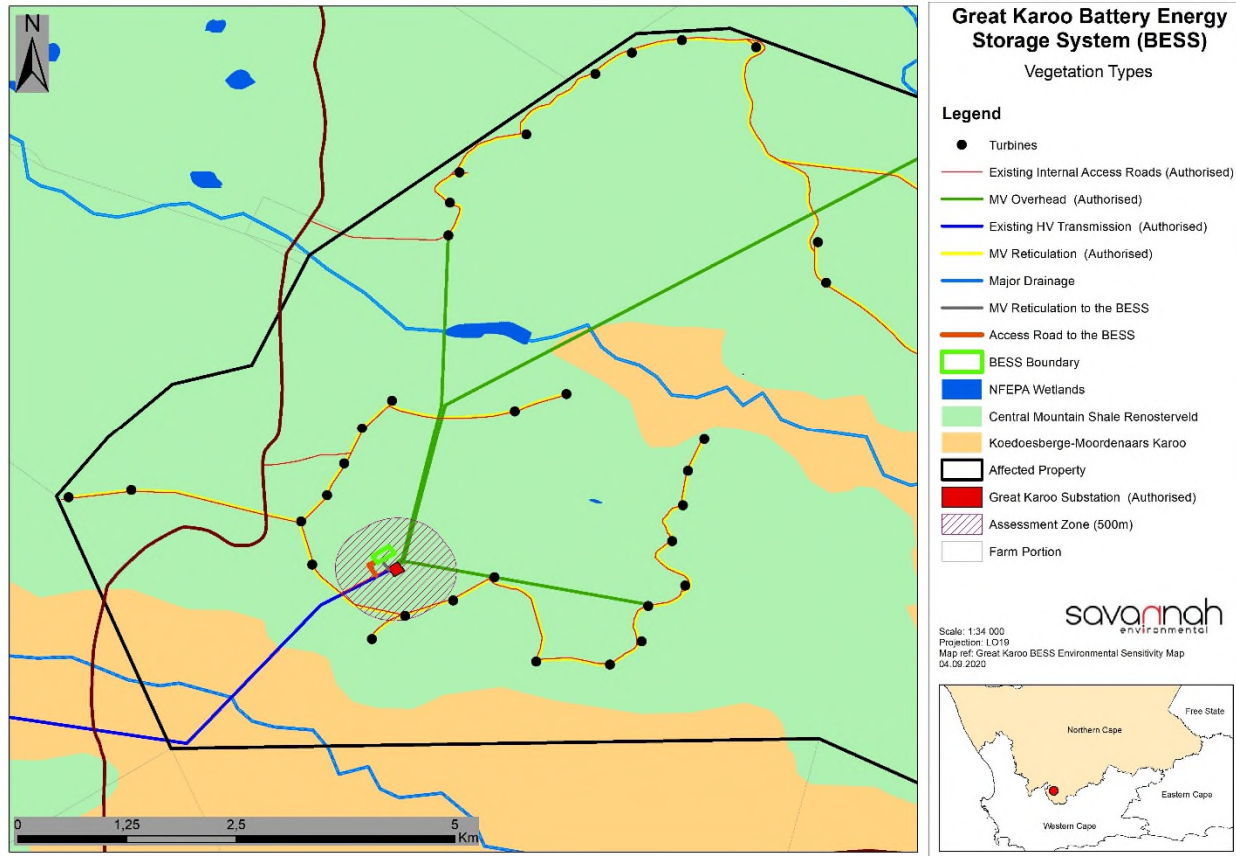 N
0
1,25
2,5
5
Km
Great Karoo Battery Energy
Storage System (BESS)
Vegetation Types
Legend
Turbines
Existing Internal Access Roads (Authorised)
MV Overhead (Authorised)
Existing HV Transmission (Authorised)
MV Reticulation (Authorised)
Major Drainage
MV Reticulation to the BESS
Access Road to the BESS
BESS Boundary
NFEPA Wetlands
Central Mountain Shale Renosterveld
Koedoesberge-Moordenaars Karoo
Affected Property
Great Karoo Substation (Authorised)
Assessment Zone (500m)
Farm Portion
savannah
environmental
Scale: 1:34 000
Projection: LO19
Map ref: Great Karoo BESS Environmental Sensitivity Map
04.09.2020
Free State
Northern Cape
Eastern Cape
Western Cape